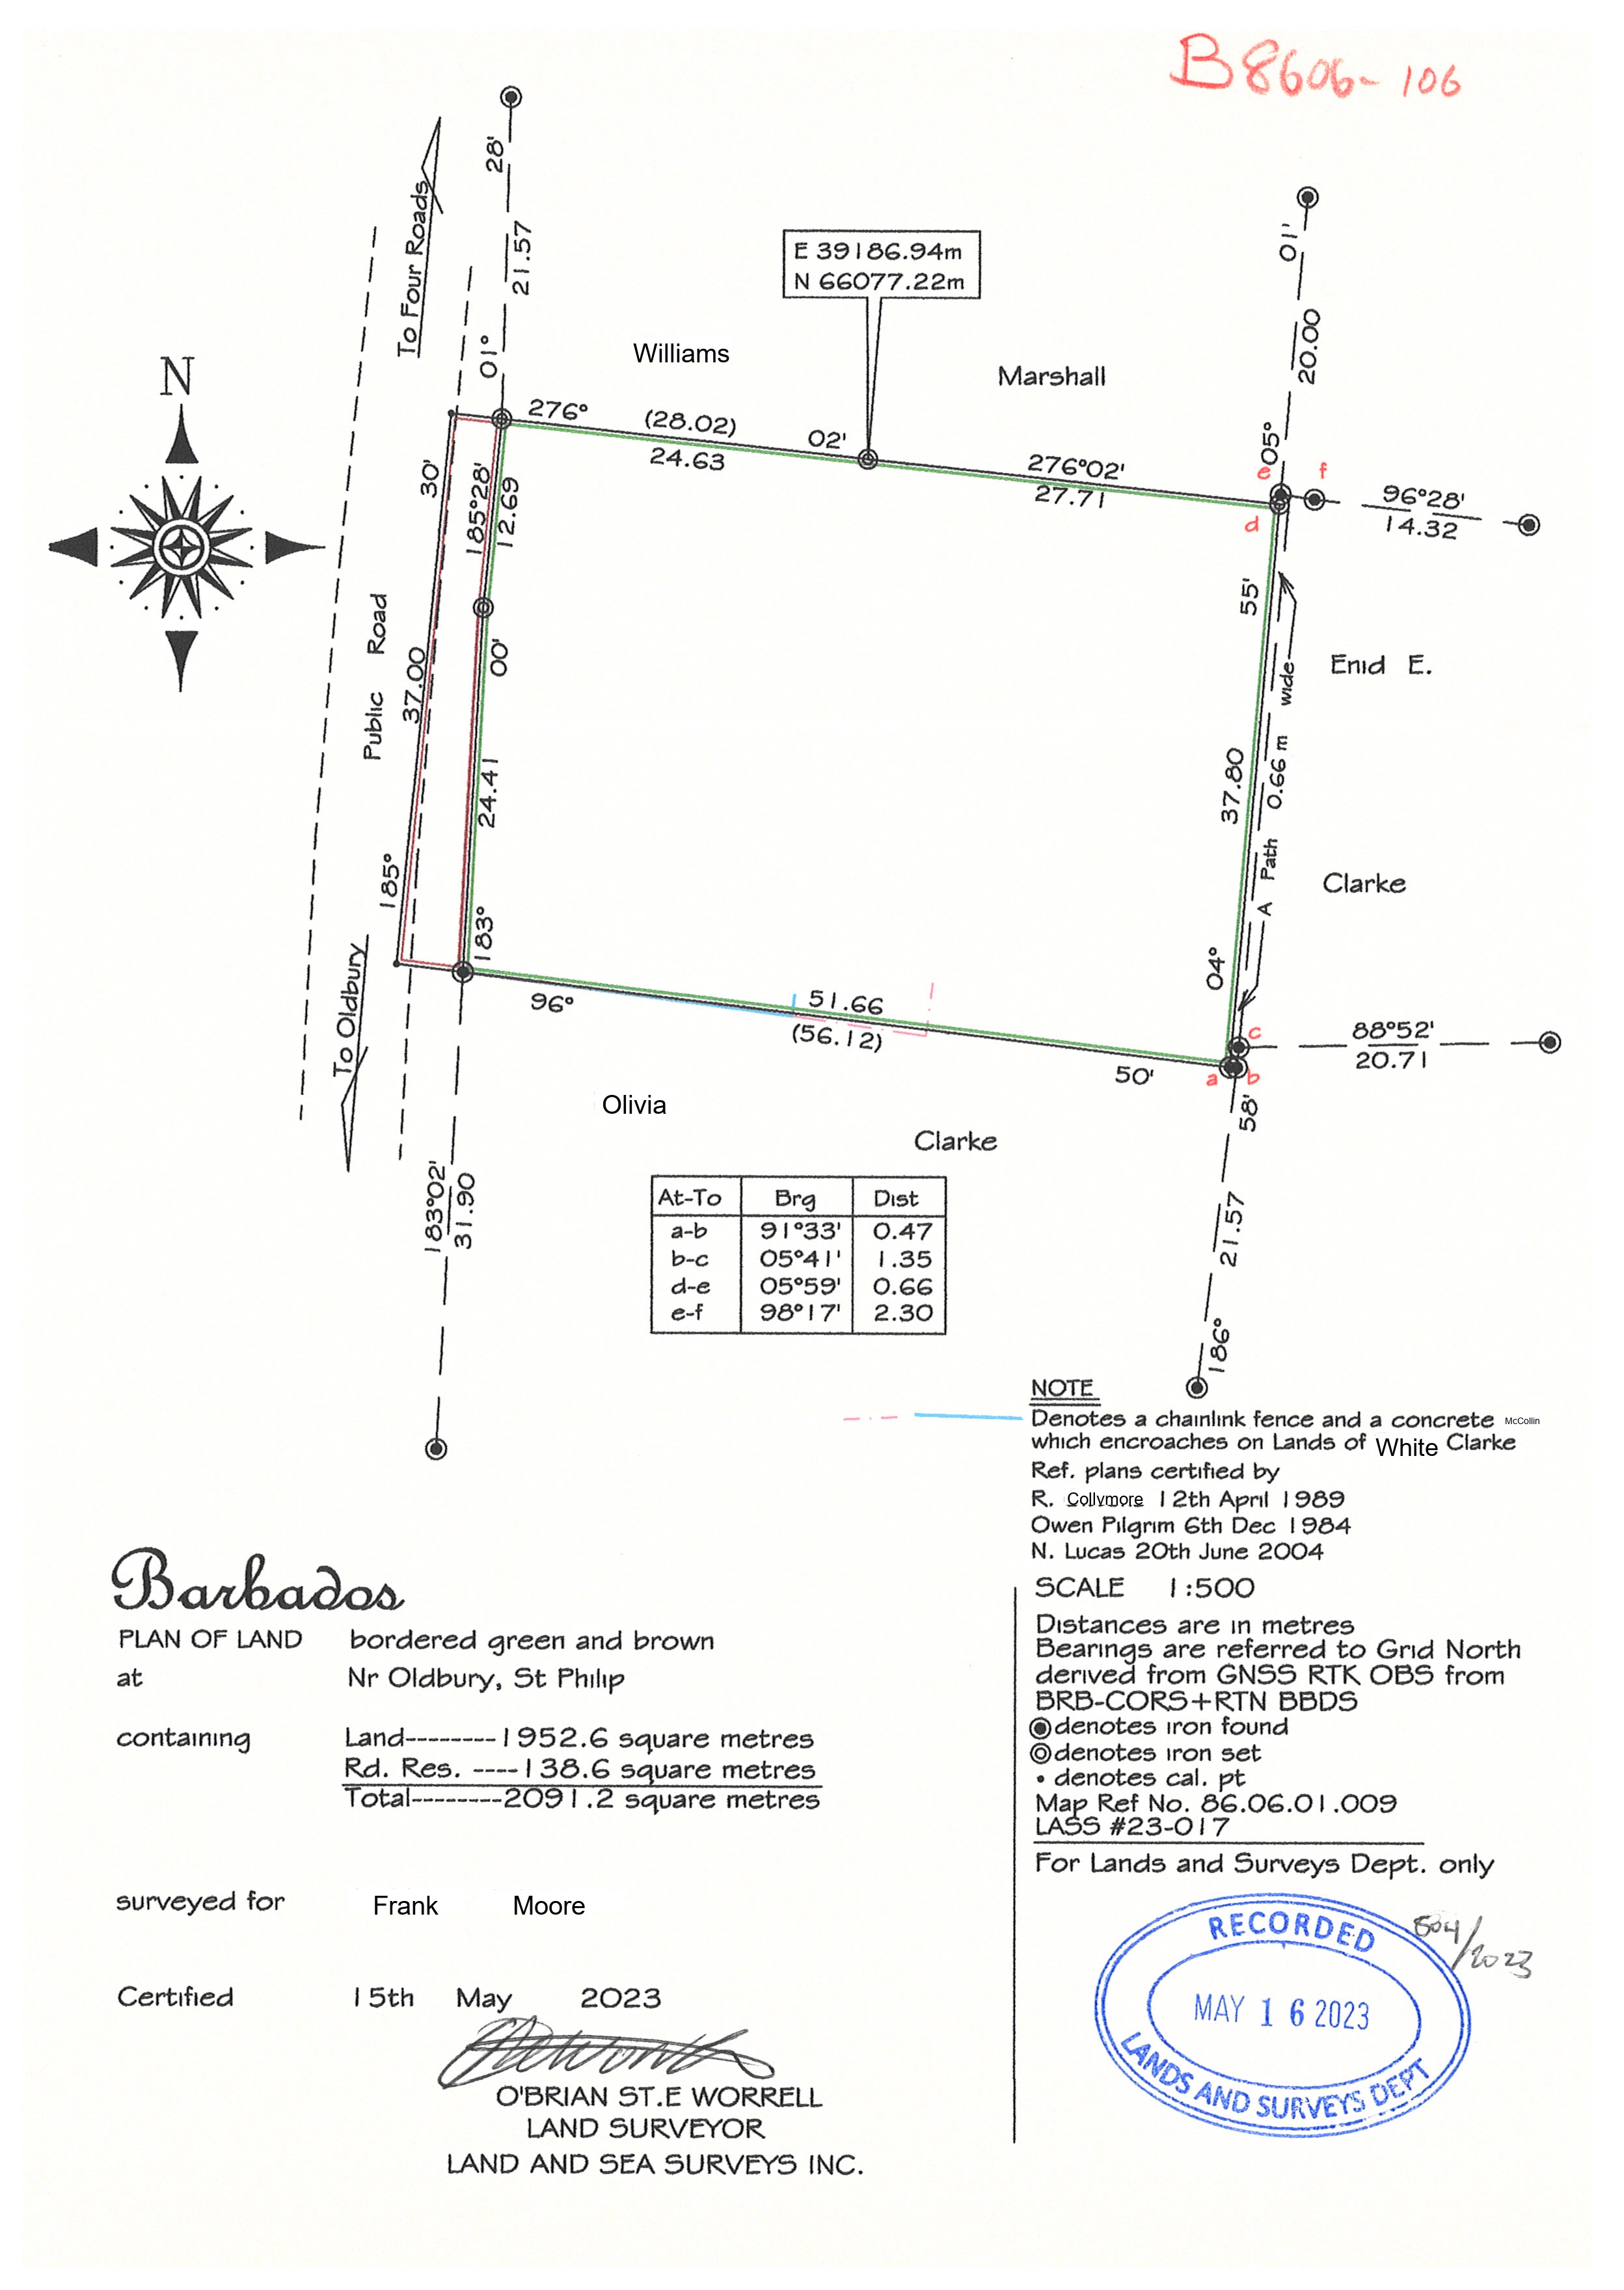 B8606-106
28'
21.57
01°
To Four Roads
E 39186.94m
N 66077.22m
01'
20.00
05°
Williams
Marshall
N
276°
(28.02)
02'
24.63
276°02'
27.71
e
f
d
96°28'
14.32
30'
185°28'
12.69
37.00
Public Road
00'
24.41
185°
183°
55'
37.80
04°
A Path 0.66 m wide
Enid E.
Clarke
To Oldbury
96°
51.66
(56.12)
50'
a
b
c
88°52'
20.71
Olivia
Clarke
58'
21.57
186°
183°02'
31.90
At-To Brg Dist
a-b 91°33' 0.47
b-c 05°41' 1.35
d-e 05°59' 0.66
e-f 98°17' 2.30
NOTE
Denotes a chainlink fence and a concrete McCollin
which encroaches on Lands of White Clarke
Ref. plans certified by
R. Collymore 12th April 1989
Owen Pilgrim 6th Dec 1984
N. Lucas 20th June 2004
SCALE 1:500
Distances are in metres
Bearings are referred to Grid North
derived from GNSS RTK OBS from
BRB-CORS+RTN BBDS
denotes iron found
denotes iron set
• denotes cal. pt
Map Ref No. 86.06.01.009
LASS #23-017
For Lands and Surveys Dept. only
RECORDED
MAY 16 2023
LANDS AND SURVEYS DEPT
504/2023
Barbados
PLAN OF LAND bordered green and brown
at Nr Oldbury, St Philip
containing Land--------1952.6 square metres
Rd. Res. ----138.6 square metres
Total--------2091.2 square metres
surveyed for Frank Moore
Certified 15th May 2023
O'BRIAN ST.E WORRELL
LAND SURVEYOR
LAND AND SEA SURVEYS INC.